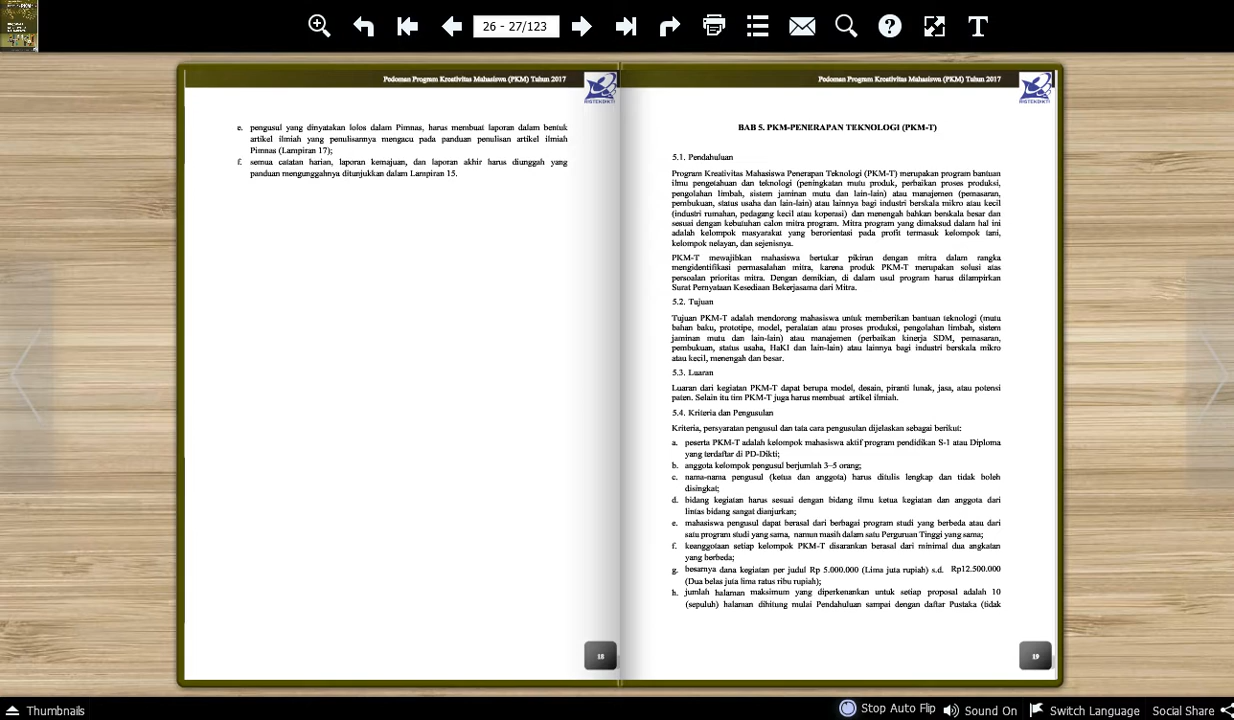 26 - 27/123
Pedoman Program Kreativitas Mahasiswa (PKM) Tahun 2017
RISTEKDIKTI
e. pengusul yang dinyatakan lolos dalam Pimnas, harus membuat laporan dalam bentuk
artikel ilmiah yang penulisannya mengacu pada panduan penulisan artikel ilmiah
Pimnas (Lampiran 17);
f. semua catatan harian, laporan kemajuan, dan laporan akhir harus diunggah yang
panduan mengunggahnya ditunjukkan dalam Lampiran 15.
18
Pedoman Program Kreativitas Mahasiswa (PKM) Tahun 2017
RISTEKDIKTI
BAB 5. PKM-PENERAPAN TEKNOLOGI (PKM-T)
5.1. Pendahuluan
Program Kreativitas Mahasiswa Penerapan Teknologi (PKM-T) merupakan program bantuan
ilmu pengetahuan dan teknologi (peningkatan mutu produk, perbaikan proses produksi,
pengolahan limbah, sistem jaminan mutu dan lain-lain) atau manajemen (pemasaran,
pembukuan, status usaha dan lain-lain) atau lainnya bagi industri berskala mikro atau kecil
(industri rumahan, pedagang kecil atau koperasi) dan menengah bahkan berskala besar dan
sesuai dengan kebutuhan calon mitra program. Mitra program yang dimaksud dalam hal ini
adalah kelompok masyarakat yang berorientasi pada profit termasuk kelompok tani,
kelompok nelayan, dan sejenisnya.
PKM-T mewajibkan mahasiswa bertukar pikiran dengan mitra dalam rangka
mengidentifikasi permasalahan mitra, karena produk PKM-T merupakan solusi atas
persoalan prioritas mitra. Dengan demikian, di dalam usul program harus dilampirkan
Surat Pernyataan Kesediaan Bekerjasama dari Mitra.
5.2. Tujuan
Tujuan PKM-T adalah mendorong mahasiswa untuk memberikan bantuan teknologi (mutu
bahan baku, prototipe, model, peralatan atau proses produksi, pengolahan limbah, sistem
jaminan mutu dan lain-lain) atau manajemen (perbaikan kinerja SDM, pemasaran,
pembukuan, status usaha, HaKI dan lain-lain) atau lainnya bagi industri berskala mikro
atau kecil, menengah dan besar.
5.3. Luaran
Luaran dari kegiatan PKM-T dapat berupa model, desain, piranti lunak, jasa, atau potensi
paten. Selain itu tim PKM-T juga harus membuat artikel ilmiah.
5.4. Kriteria dan Pengusulan
Kriteria, persyaratan pengusul dan tata cara pengusulan dijelaskan sebagai berikut:
a. peserta PKM-T adalah kelompok mahasiswa aktif program pendidikan S-1 atau Diploma
yang terdaftar di PD-Dikti;
b. anggota kelompok pengusul berjumlah 3–5 orang;
c. nama-nama pengusul (ketua dan anggota) harus ditulis lengkap dan tidak boleh
disingkat;
d. bidang kegiatan harus sesuai dengan bidang ilmu ketua kegiatan dan anggota dari
lintas bidang sangat dianjurkan;
e. mahasiswa pengusul dapat berasal dari berbagai program studi yang berbeda atau dari
satu program studi yang sama, namun masih dalam satu Perguruan Tinggi yang sama;
f. keanggotaan setiap kelompok PKM-T disarankan berasal dari minimal dua angkatan
yang berbeda;
g. besarnya dana kegiatan per judul Rp 5.000.000 (Lima juta rupiah) s.d. Rp12.500.000
(Dua belas juta lima ratus ribu rupiah);
h. jumlah halaman maksimum yang diperkenankan untuk setiap proposal adalah 10
(sepuluh) halaman dihitung mulai Pendahuluan sampai dengan daftar Pustaka (tidak
19
Thumbnails
Stop Auto Flip
Sound On
Switch Language
Social Share